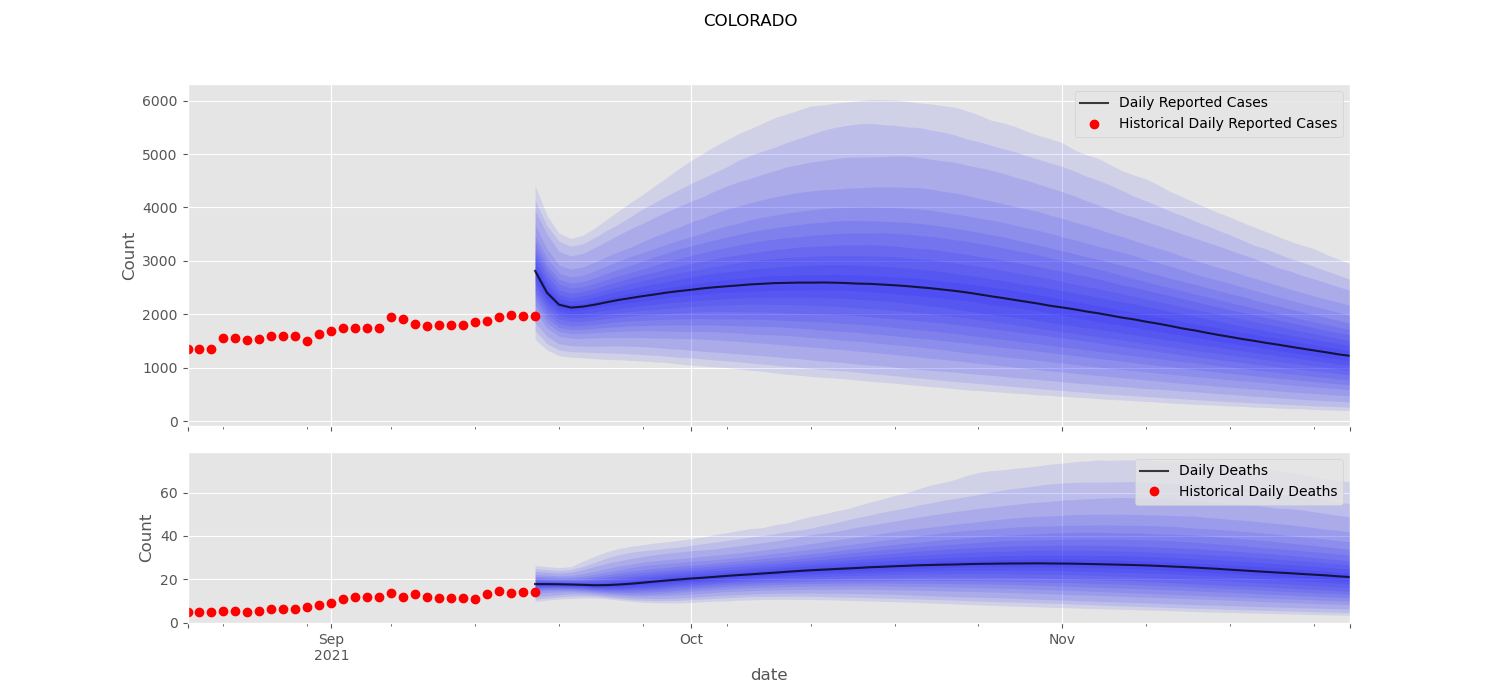 COLORADO
6000
5000
4000
3000
2000
1000
0
Count
Daily Reported Cases
Historical Daily Reported Cases
60
40
20
0
Count
Daily Deaths
Historical Daily Deaths
Sep
2021
Oct
Nov
date